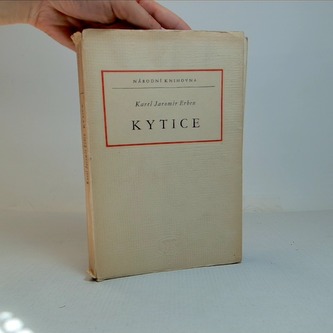 NÁRODNÍ KNIHOVNA
Karel Jaromír Erben
KYTICE